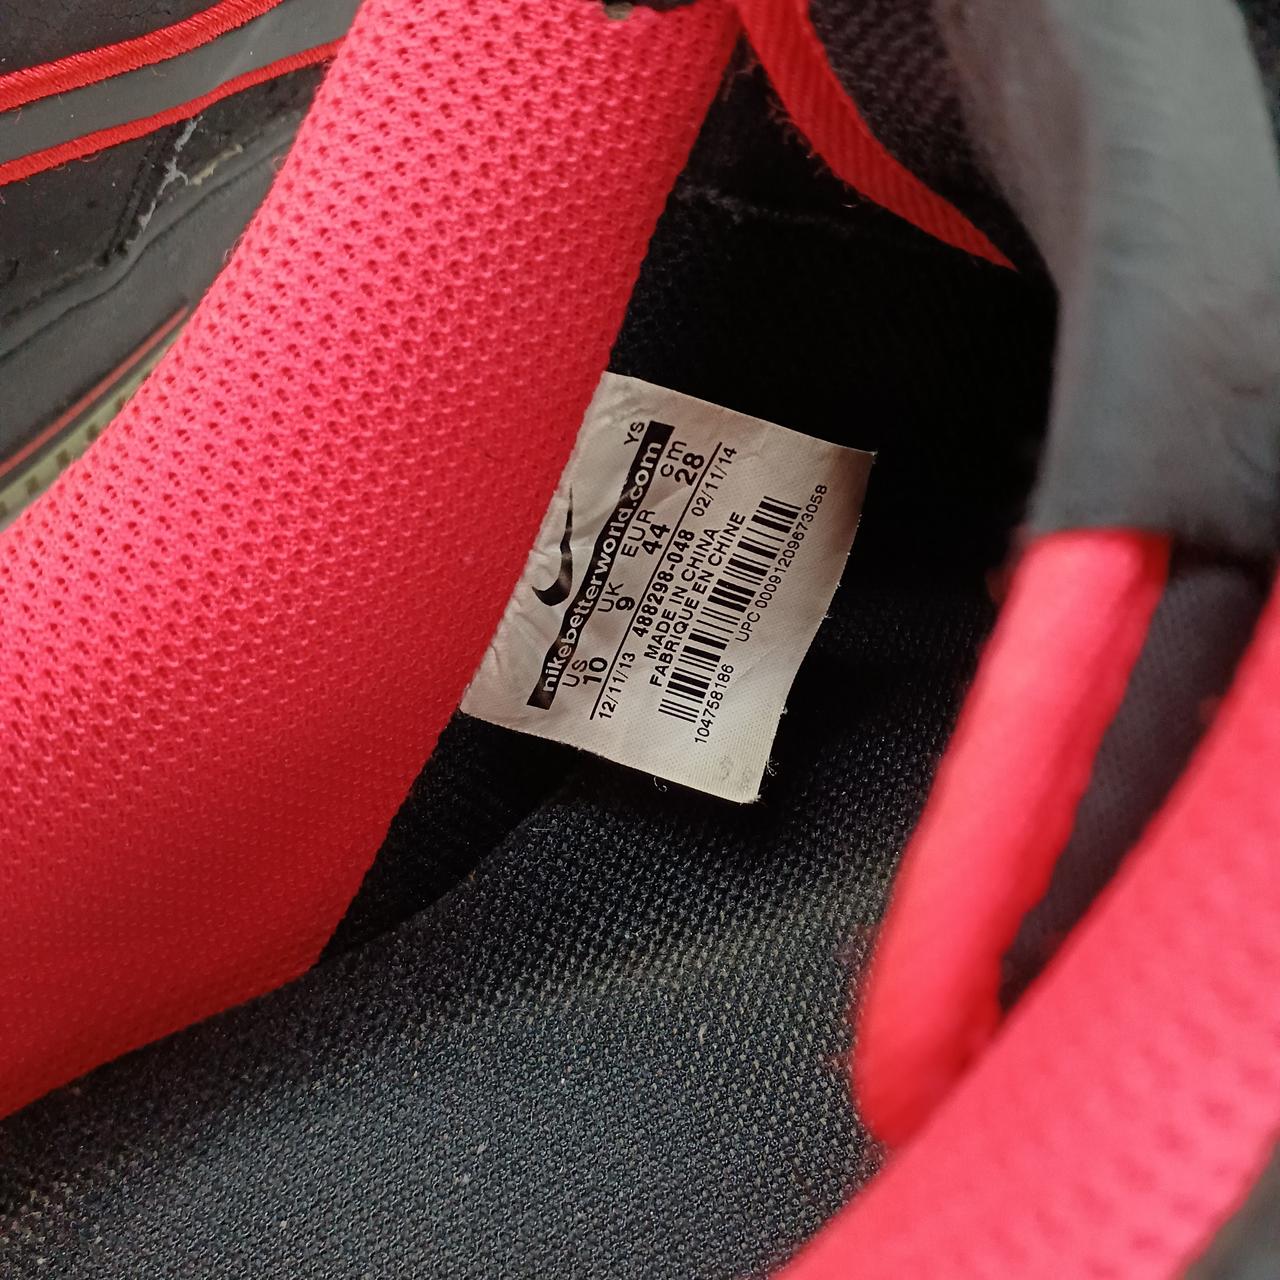 YS
nikebetterworld.com
US UK EUR cm
10 9 44 28
12/11/13 488298-048 02/11/14
MADE IN CHINA
FABRIQUE EN CHINE
104758186 UPC 00091209673058